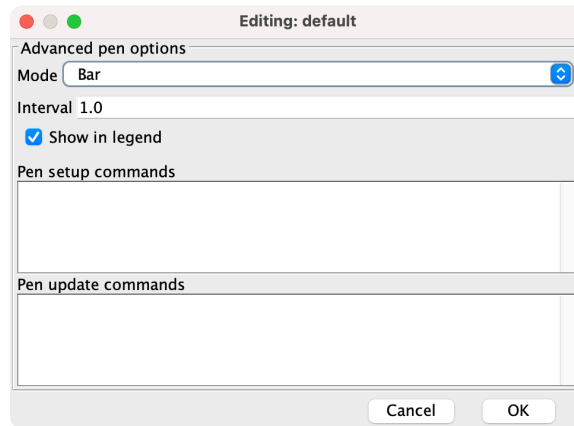 Editing: default
Advanced pen options
Mode Bar
Interval 1.0
Show in legend
Pen setup commands
Pen update commands
Cancel OK